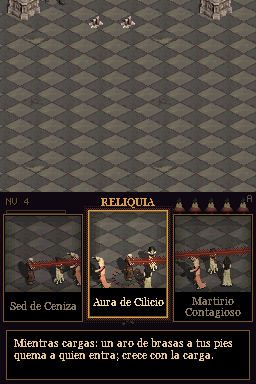 NU 4
RELIQUIA
A
Sed de Ceniza
Aura de Cilicio
Martirio
Contagioso
Mientras cargas: un aro de brasas a tus pies
quema a quien entra; crece con la carga.